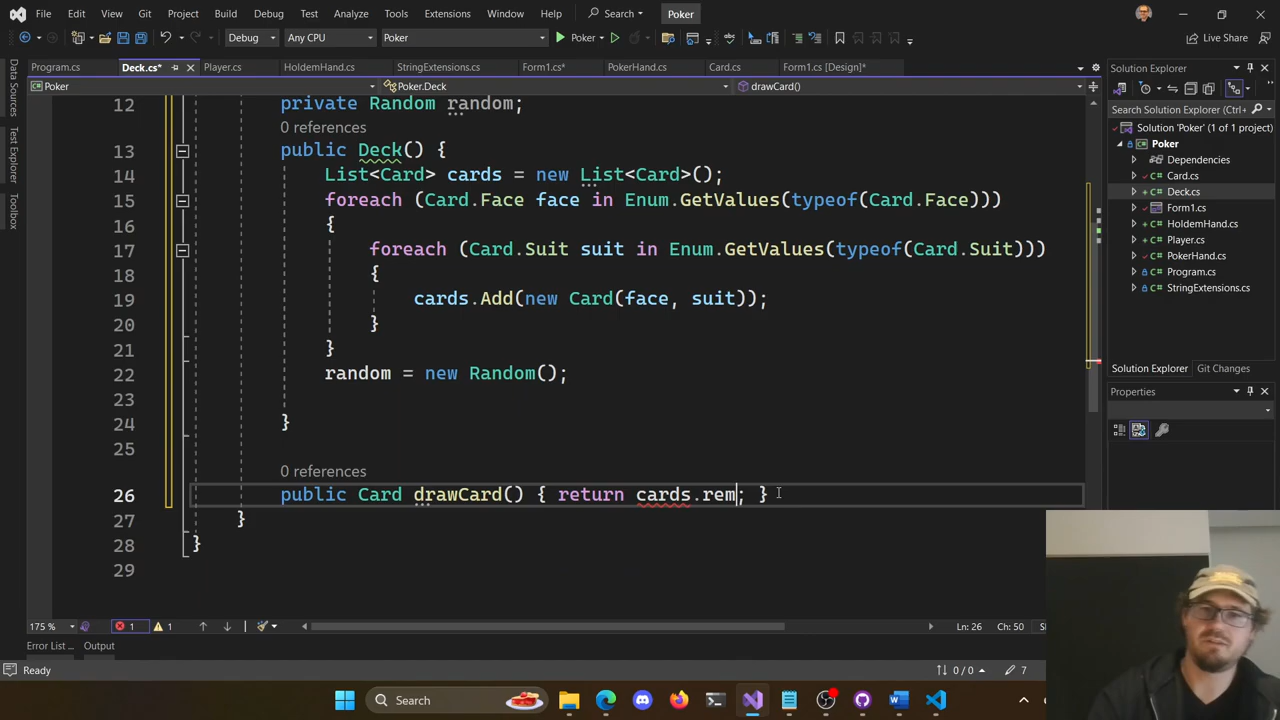 File Edit View Git Project Build Debug Test Analyze Tools Extensions Window Help Search Poker
Debug Any CPU Poker Poker Live Share
Program.cs Deck.cs* Player.cs HoldemHand.cs StringExtensions.cs Form1.cs* PokerHand.cs Card.cs Form1.cs [Design]*
Poker Poker.Deck drawCard()
Data Sources
Test Explorer
Toolbox
12 private Random random;
0 references
13 public Deck() {
14 List<Card> cards = new List<Card>();
15 foreach (Card.Face face in Enum.GetValues(typeof(Card.Face)))
16 {
17 foreach (Card.Suit suit in Enum.GetValues(typeof(Card.Suit)))
18 {
19 cards.Add(new Card(face, suit));
20 }
21 }
22 random = new Random();
23
24 }
25
0 references
26 public Card drawCard() { return cards.rem; }
27 }
28 }
29
175 % 1 1 Ln: 26 Ch: 50
Error List ... Output
Ready 0 / 0 7
Solution Explorer
Search Solution Explorer (Ctrl+
Solution 'Poker' (1 of 1 project)
Poker
Dependencies
Card.cs
Deck.cs
Form1.cs
HoldemHand.cs
Player.cs
PokerHand.cs
Program.cs
StringExtensions.cs
Solution Explorer Git Changes
Properties
Search